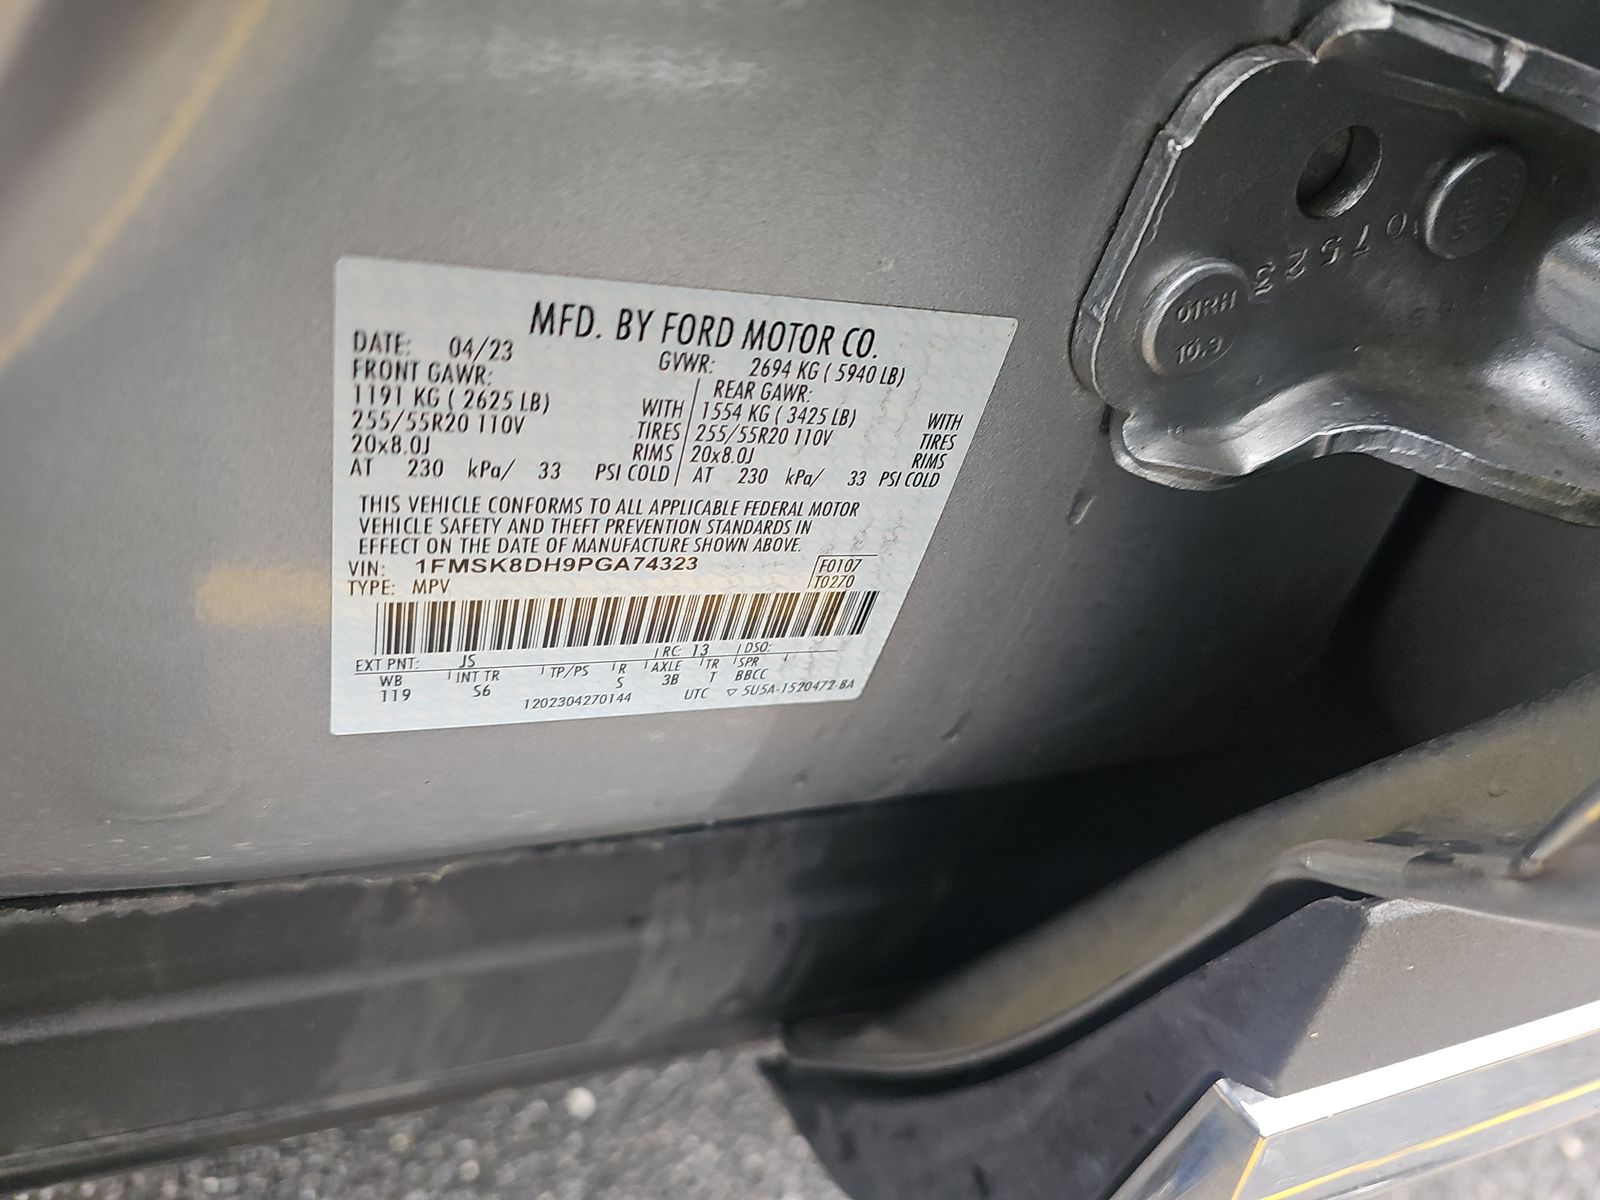 MFD. BY FORD MOTOR CO.
DATE: 04/23 GVWR: 2694 KG ( 5940 LB)
FRONT GAWR: REAR GAWR:
1191 KG ( 2625 LB) WITH 1554 KG ( 3425 LB) WITH
255/55R20 110V TIRES 255/55R20 110V TIRES
20x8.0J RIMS 20x8.0J RIMS
AT 230 kPa/ 33 PSI COLD AT 230 kPa/ 33 PSI COLD
THIS VEHICLE CONFORMS TO ALL APPLICABLE FEDERAL MOTOR
VEHICLE SAFETY AND THEFT PREVENTION STANDARDS IN
EFFECT ON THE DATE OF MANUFACTURE SHOWN ABOVE.
VIN: 1FMSK8DH9PGA74323 F0107
TYPE: MPV T0270
EXT PNT: JS RC: 13 DSO:
WB INT TR TP/PS R AXLE TR SPR
119 S6 S 3B T BBCC
1202304270144 UTC ▽ 5U5A-1520472-BA
07523
01RH
10.9